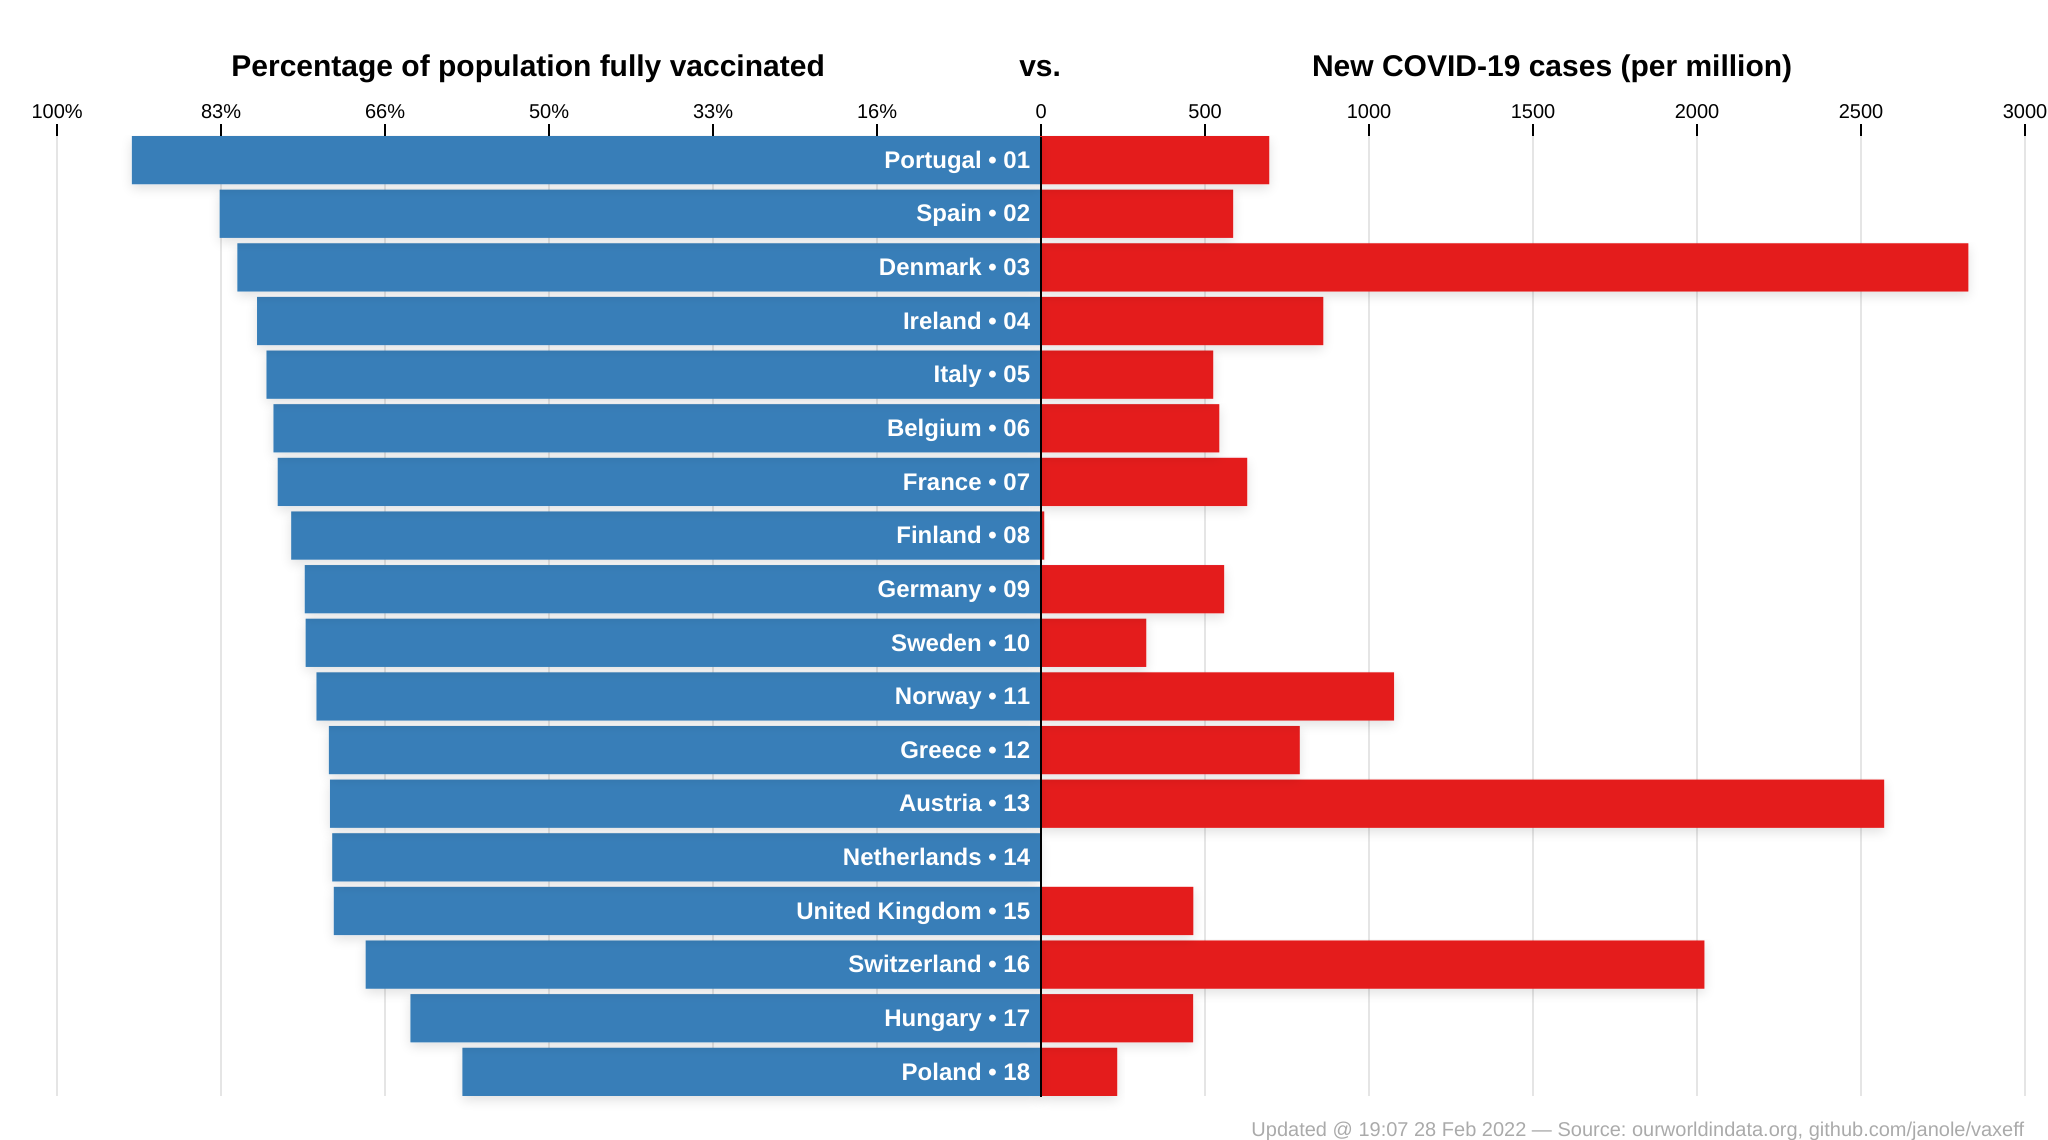 Percentage of population fully vaccinated vs. New COVID-19 cases (per million)
100% 83% 66% 50% 33% 16% 0 500 1000 1500 2000 2500 3000
Portugal • 01
Spain • 02
Denmark • 03
Ireland • 04
Italy • 05
Belgium • 06
France • 07
Finland • 08
Germany • 09
Sweden • 10
Norway • 11
Greece • 12
Austria • 13
Netherlands • 14
United Kingdom • 15
Switzerland • 16
Hungary • 17
Poland • 18
Updated @ 19:07 28 Feb 2022 — Source: ourworldindata.org, github.com/janole/vaxeff